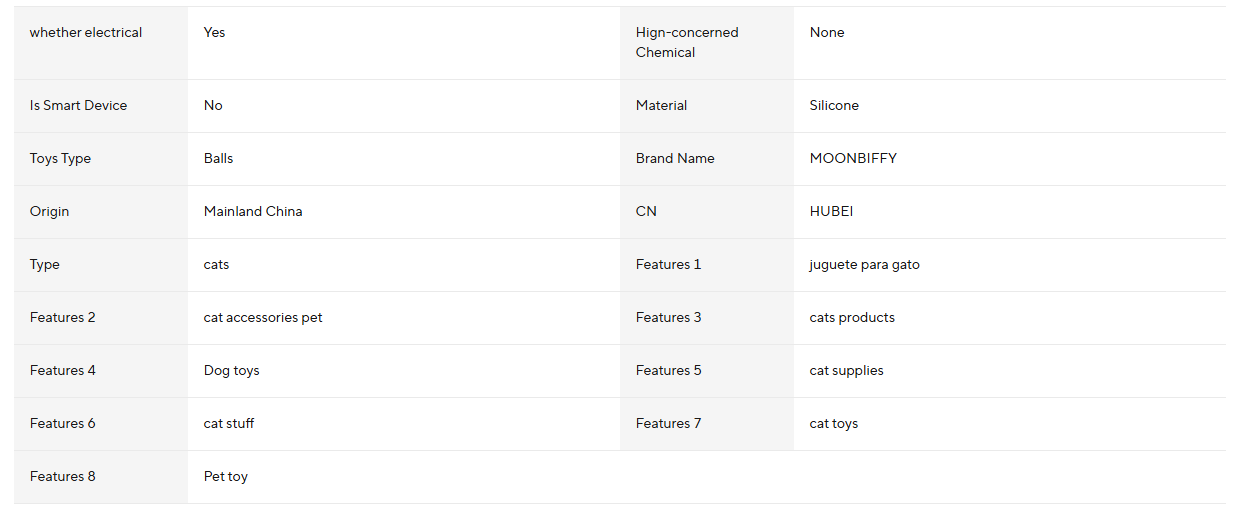 whether electrical
Yes
Hign-concerned
Chemical
None
Is Smart Device
No
Material
Silicone
Toys Type
Balls
Brand Name
MOONBIFFY
Origin
Mainland China
CN
HUBEI
Type
cats
Features 1
juguete para gato
Features 2
cat accessories pet
Features 3
cats products
Features 4
Dog toys
Features 5
cat supplies
Features 6
cat stuff
Features 7
cat toys
Features 8
Pet toy